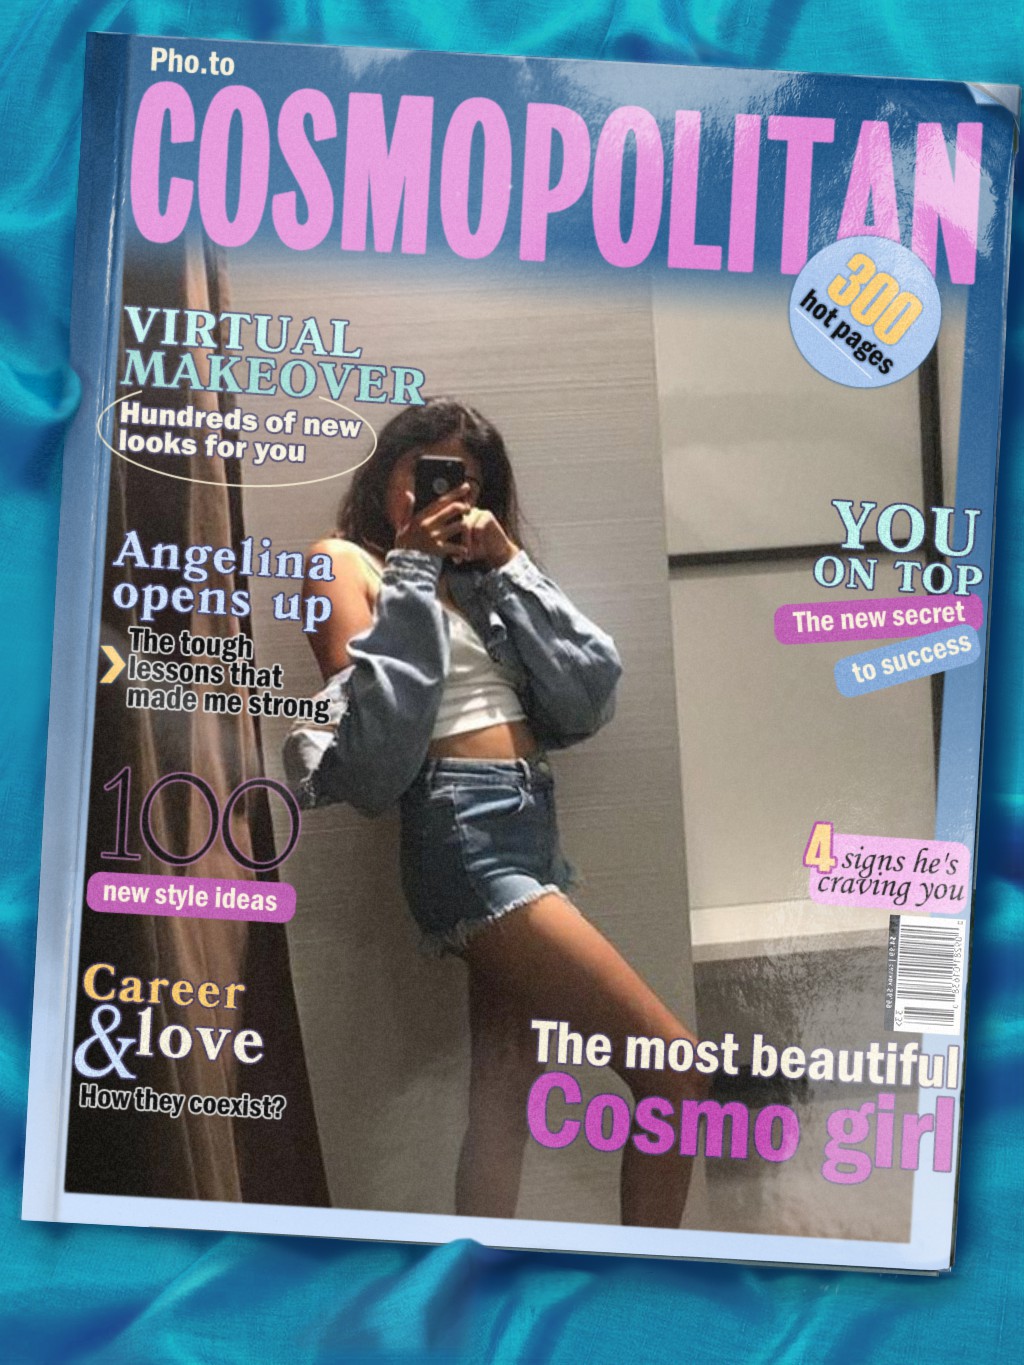 Pho.to
COSMOPOLITAN
300
hot pages
VIRTUAL
MAKEOVER
Hundreds of new
looks for you
YOU
ON TOP
The new secret
to success
Angelina
opens up
The tough
lessons that
made me strong
100
new style ideas
4 signs he's
craving you
Career
&love
How they coexist?
The most beautiful
Cosmo girl